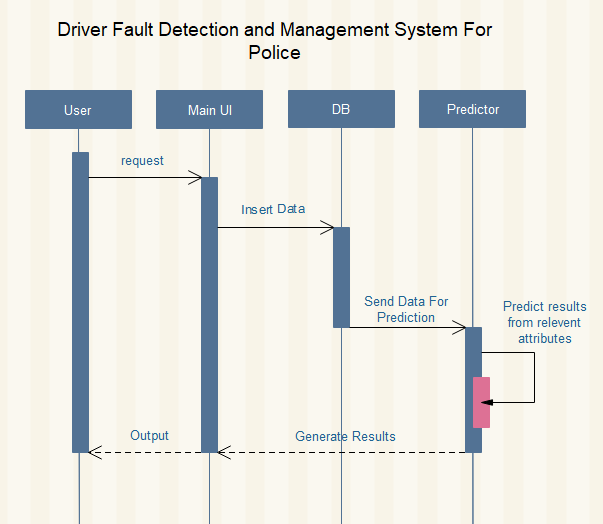 Driver Fault Detection and Management System For
Police
User
Main UI
DB
Predictor
request
Insert Data
Send Data For
Prediction
Predict results
from relevent
attributes
Output
Generate Results